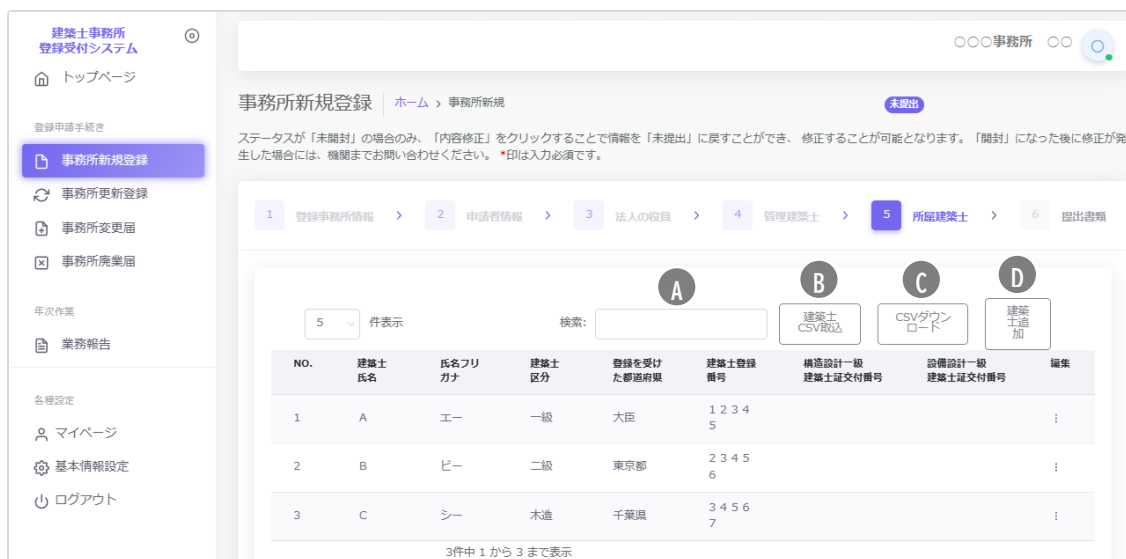 建築士事務所
登録受付システム
トップページ
登録申請手続き
事務所新規登録
事務所更新登録
事務所変更届
事務所廃業届
年次作業
業務報告
各種設定
マイページ
基本情報設定
ログアウト
○○○事務所 ○○ ○
事務所新規登録 ホーム > 事務所新規 未提出
ステータスが「未開封」の場合のみ、「内容修正」をクリックすることで情報を「未提出」に戻すことができ、 修正することが可能となります。「開封」になった後に修正が発
生した場合には、機関までお問い合わせください。 *印は入力必須です。
1 登録事務所情報 > 2 申請者情報 > 3 法人の役員 > 4 管理建築士 > 5 所属建築士 > 6 提出書類
A B C D
5 件表示 検索: 建築士
CSV取込 CSVダウン
ロード 建築
士追
加
NO. 建築士
氏名 氏名フリ
ガナ 建築士
区分 登録を受け
た都道府県 建築士登録
番号 構造設計一級
建築士証交付番号 設備設計一級
建築士証交付番号 編集
1 A エー 一級 大臣 1 2 3 4
5
2 B ビー 二級 東京都 2 3 4 5
6
3 C シー 木造 千葉県 3 4 5 6
7
3件中 1 から 3 まで表示